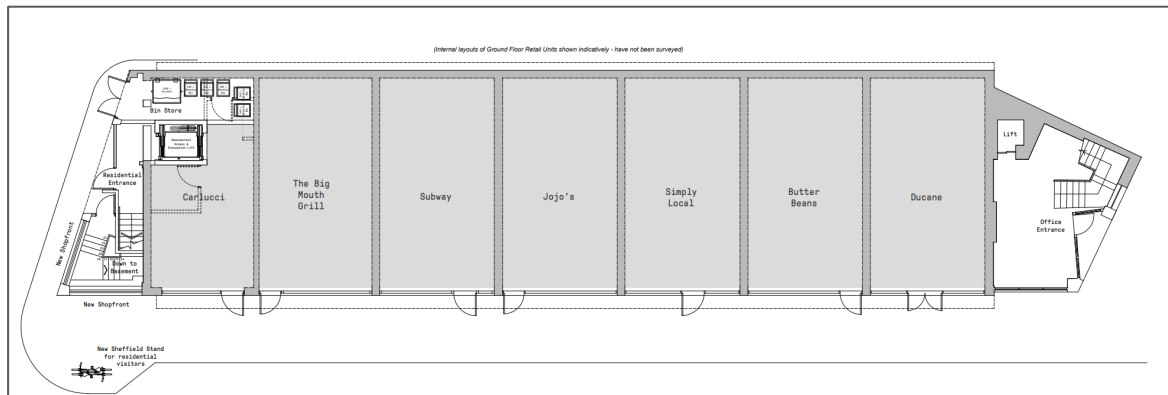 (Internal layouts of Ground Floor Retail Units shown indicatively - have not been surveyed)
Bin Store
Residential
Access &
Evacuation Lift
Residential
Entrance
New Shopfront
Down to
Basement
New Shopfront
New Sheffield Stand
for residential
visitors
Carlucci
The Big
Mouth
Grill
Subway
Jojo's
Simply
Local
Butter
Beans
Ducane
Lift
Office
Entrance